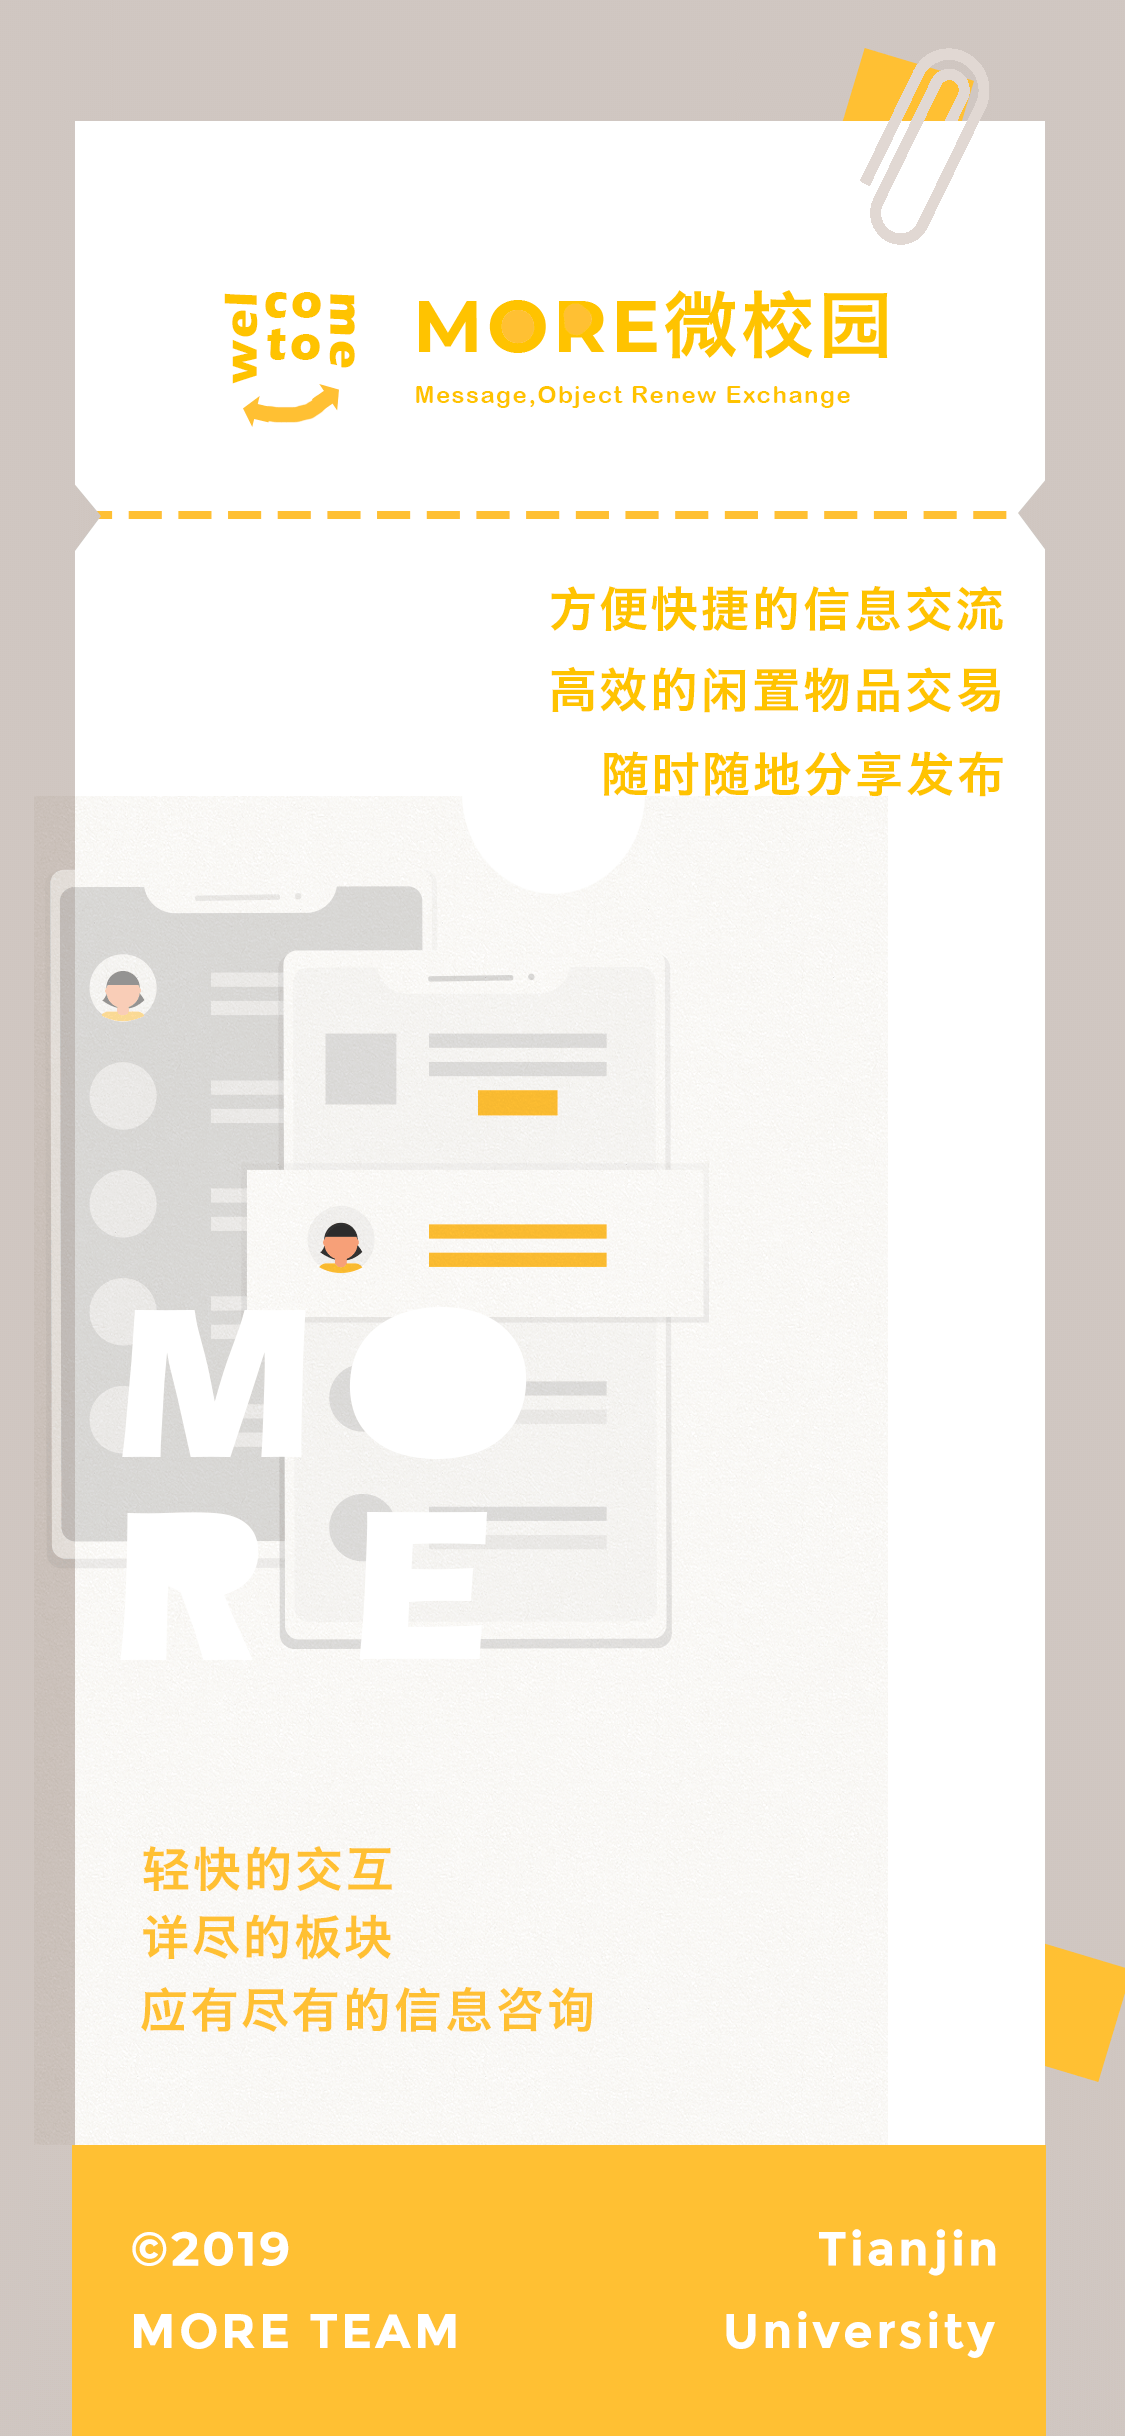 welcome to
MORE微校园
Message,Object Renew Exchange
方便快捷的信息交流
高效的闲置物品交易
随时随地分享发布
MO
RE
轻快的交互
详尽的板块
应有尽有的信息咨询
©2019
MORE TEAM
Tianjin
University